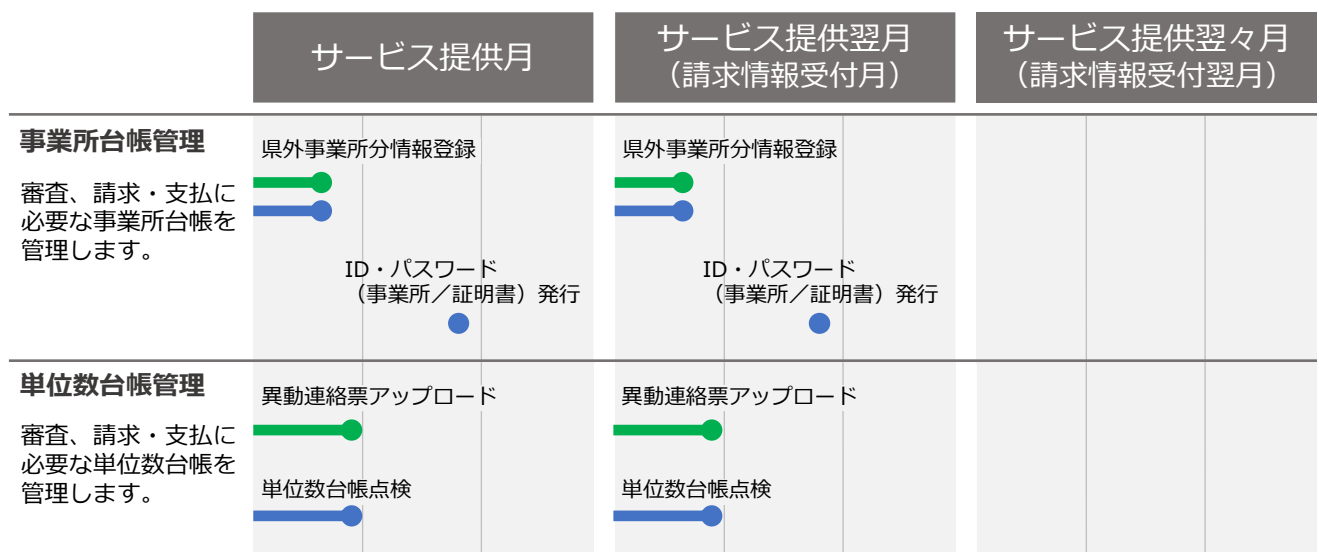 サービス提供月
サービス提供翌月
（請求情報受付月）
サービス提供翌々月
（請求情報受付翌月）
事業所台帳管理
審査、請求・支払に
必要な事業所台帳を
管理します。
県外事業所分情報登録
ID・パスワード
（事業所／証明書）発行
県外事業所分情報登録
ID・パスワード
（事業所／証明書）発行
単位数台帳管理
審査、請求・支払に
必要な単位数台帳を
管理します。
異動連絡票アップロード
単位数台帳点検
異動連絡票アップロード
単位数台帳点検